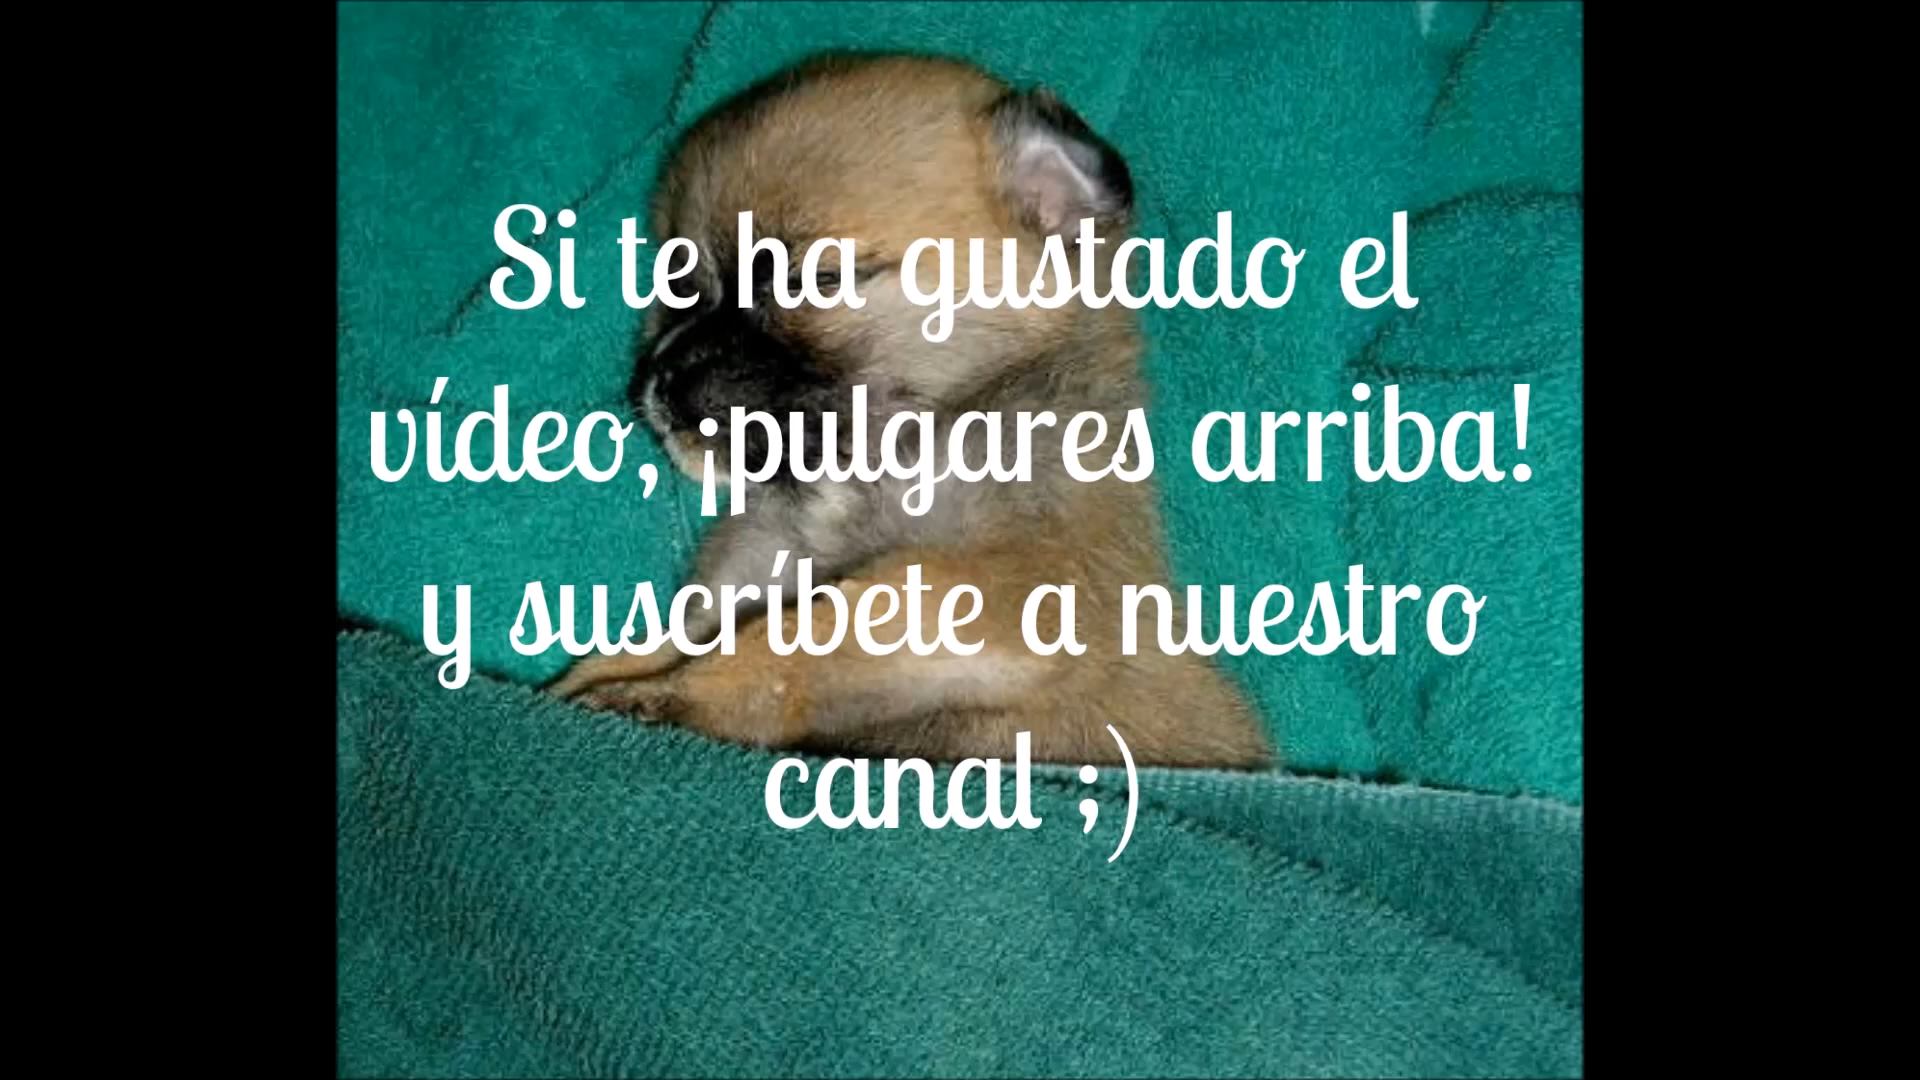 Si te ha gustado el
vídeo, ¡pulgares arriba!
y suscríbete a nuestro
canal ;)